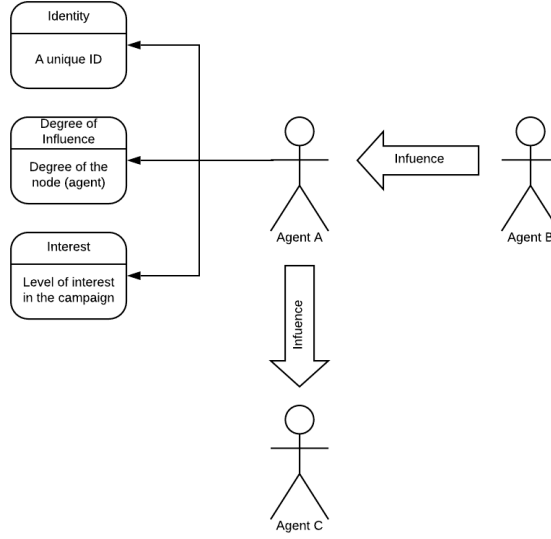 Identity
A unique ID
Degree of
Influence
Degree of the
node (agent)
Interest
Level of interest
in the campaign
Infuence
Agent A
Agent B
Infuence
Agent C